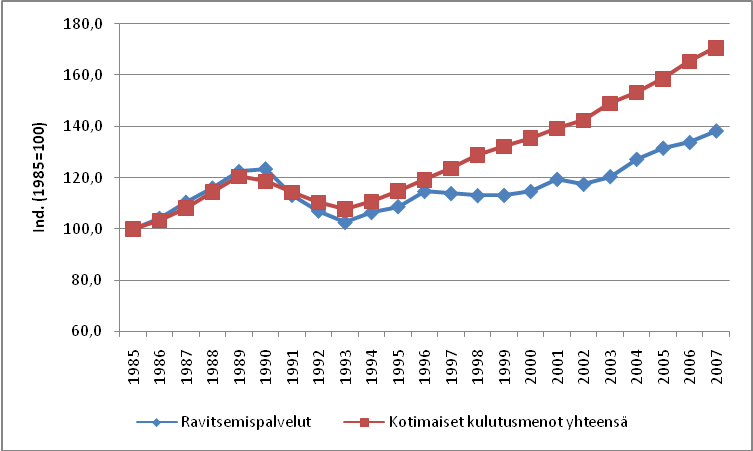 180,0
160,0
140,0
120,0
100,0
80,0
60,0
Ind. (1985=100)
1985 1986 1987 1988 1989 1990 1991 1992 1993 1994 1995 1996 1997 1998 1999 2000 2001 2002 2003 2004 2005 2006 2007
Ravitsemispalvelut Kotimaiset kulutusmenot yhteensä